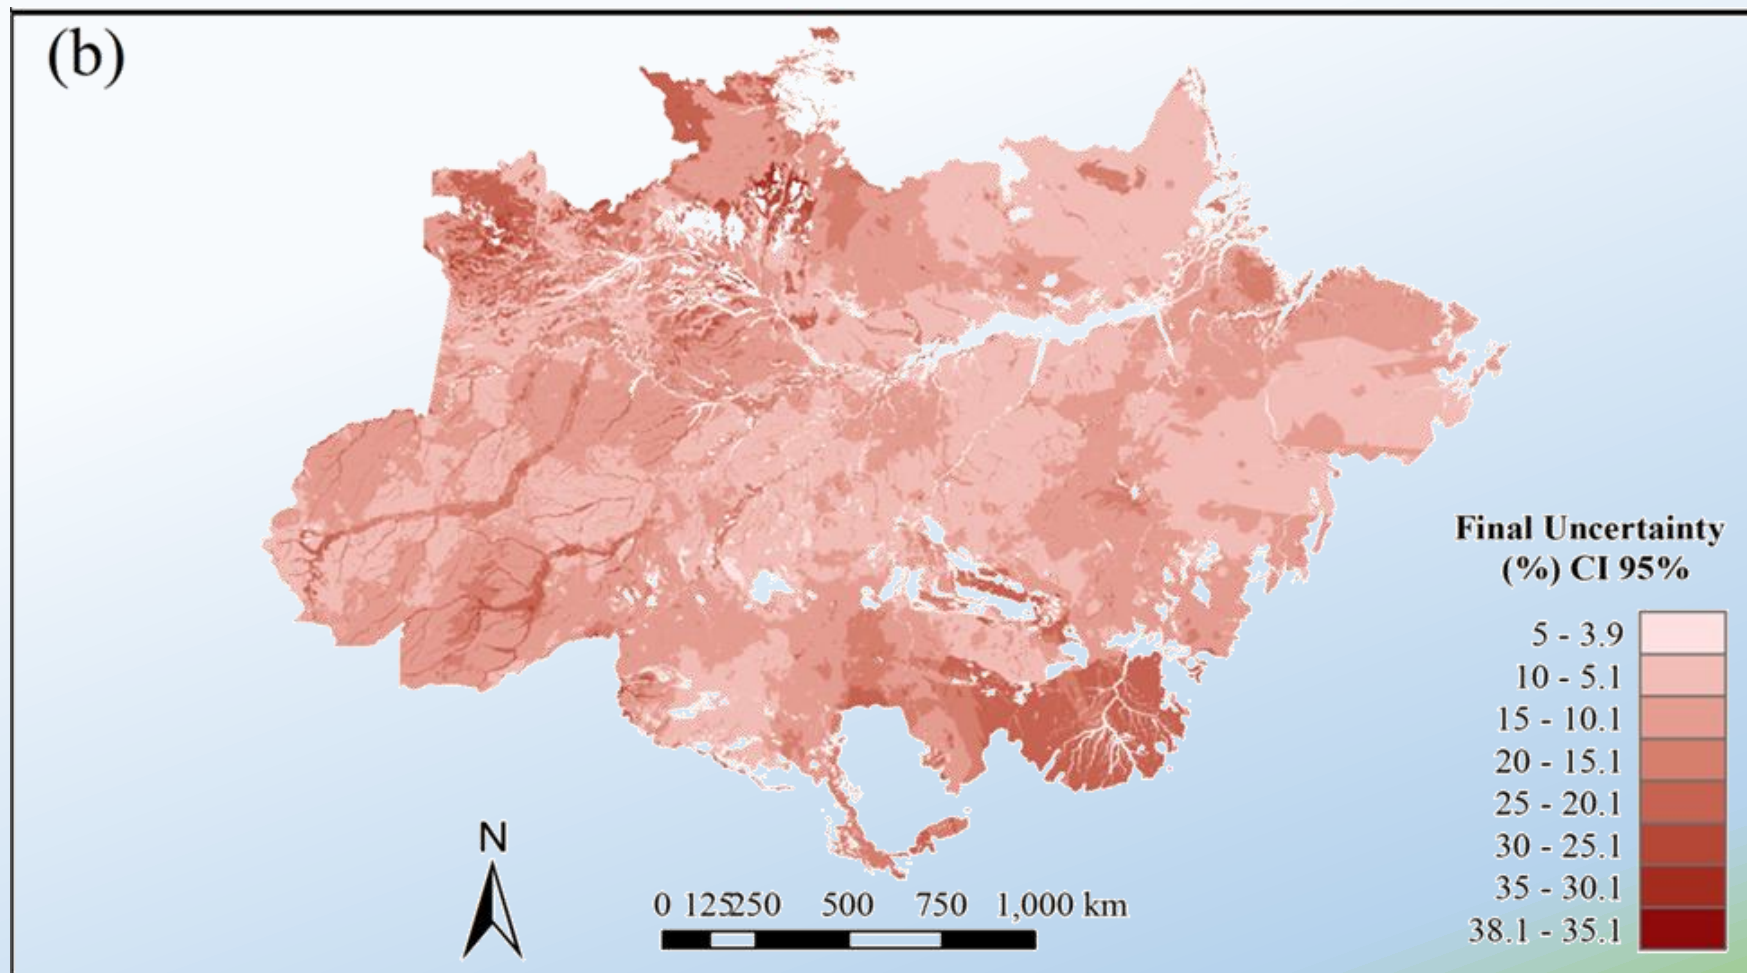 (b)
Final Uncertainty
(%) CI 95%
5 - 3.9
10 - 5.1
15 - 10.1
20 - 15.1
25 - 20.1
30 - 25.1
35 - 30.1
38.1 - 35.1
N
0 125250 500 750 1,000 km